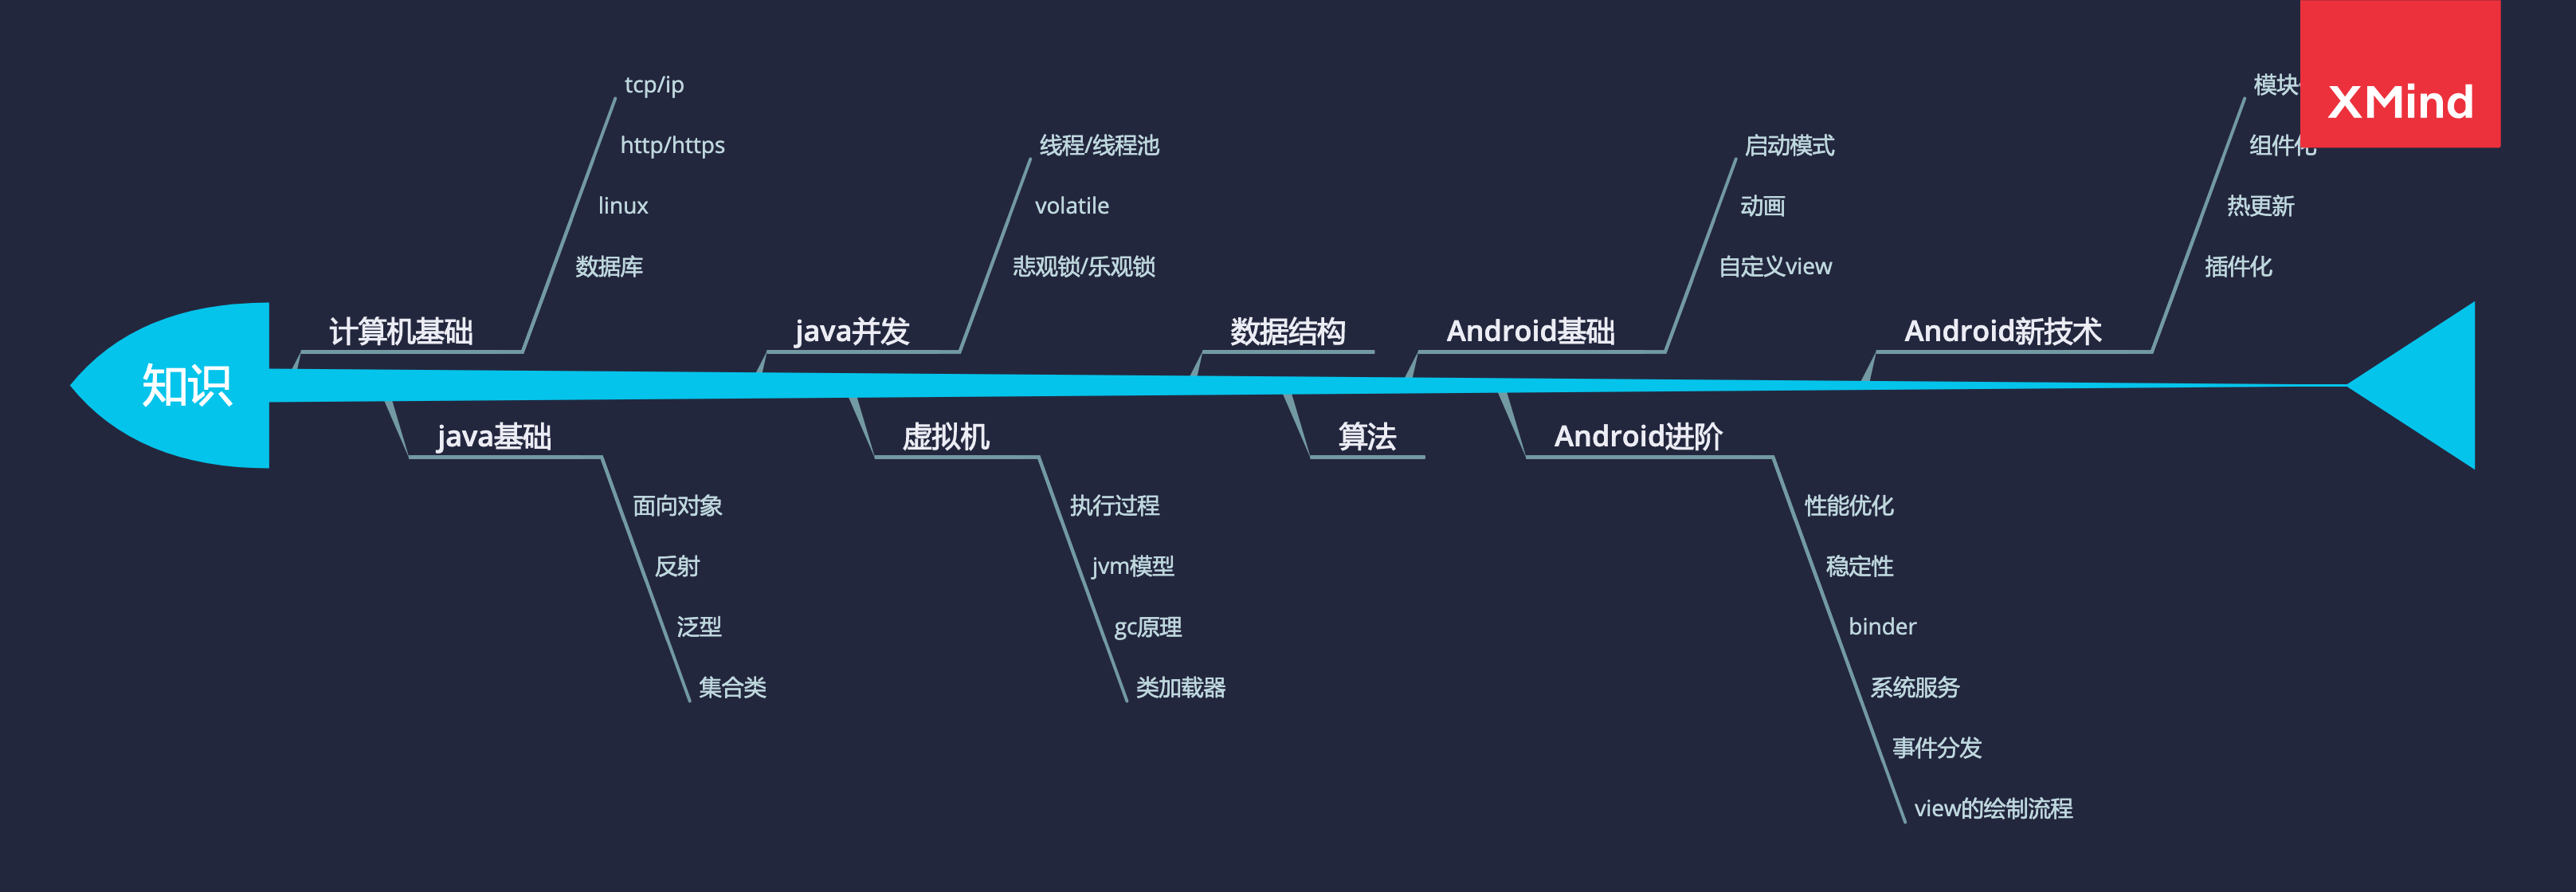 知识
计算机基础
tcp/ip
http/https
linux
数据库
java基础
面向对象
反射
泛型
集合类
java并发
线程/线程池
volatile
悲观锁/乐观锁
虚拟机
执行过程
jvm模型
gc原理
类加载器
数据结构
算法
Android基础
启动模式
动画
自定义view
Android进阶
性能优化
稳定性
binder
系统服务
事件分发
view的绘制流程
Android新技术
模块
组件化
热更新
插件化
XMind